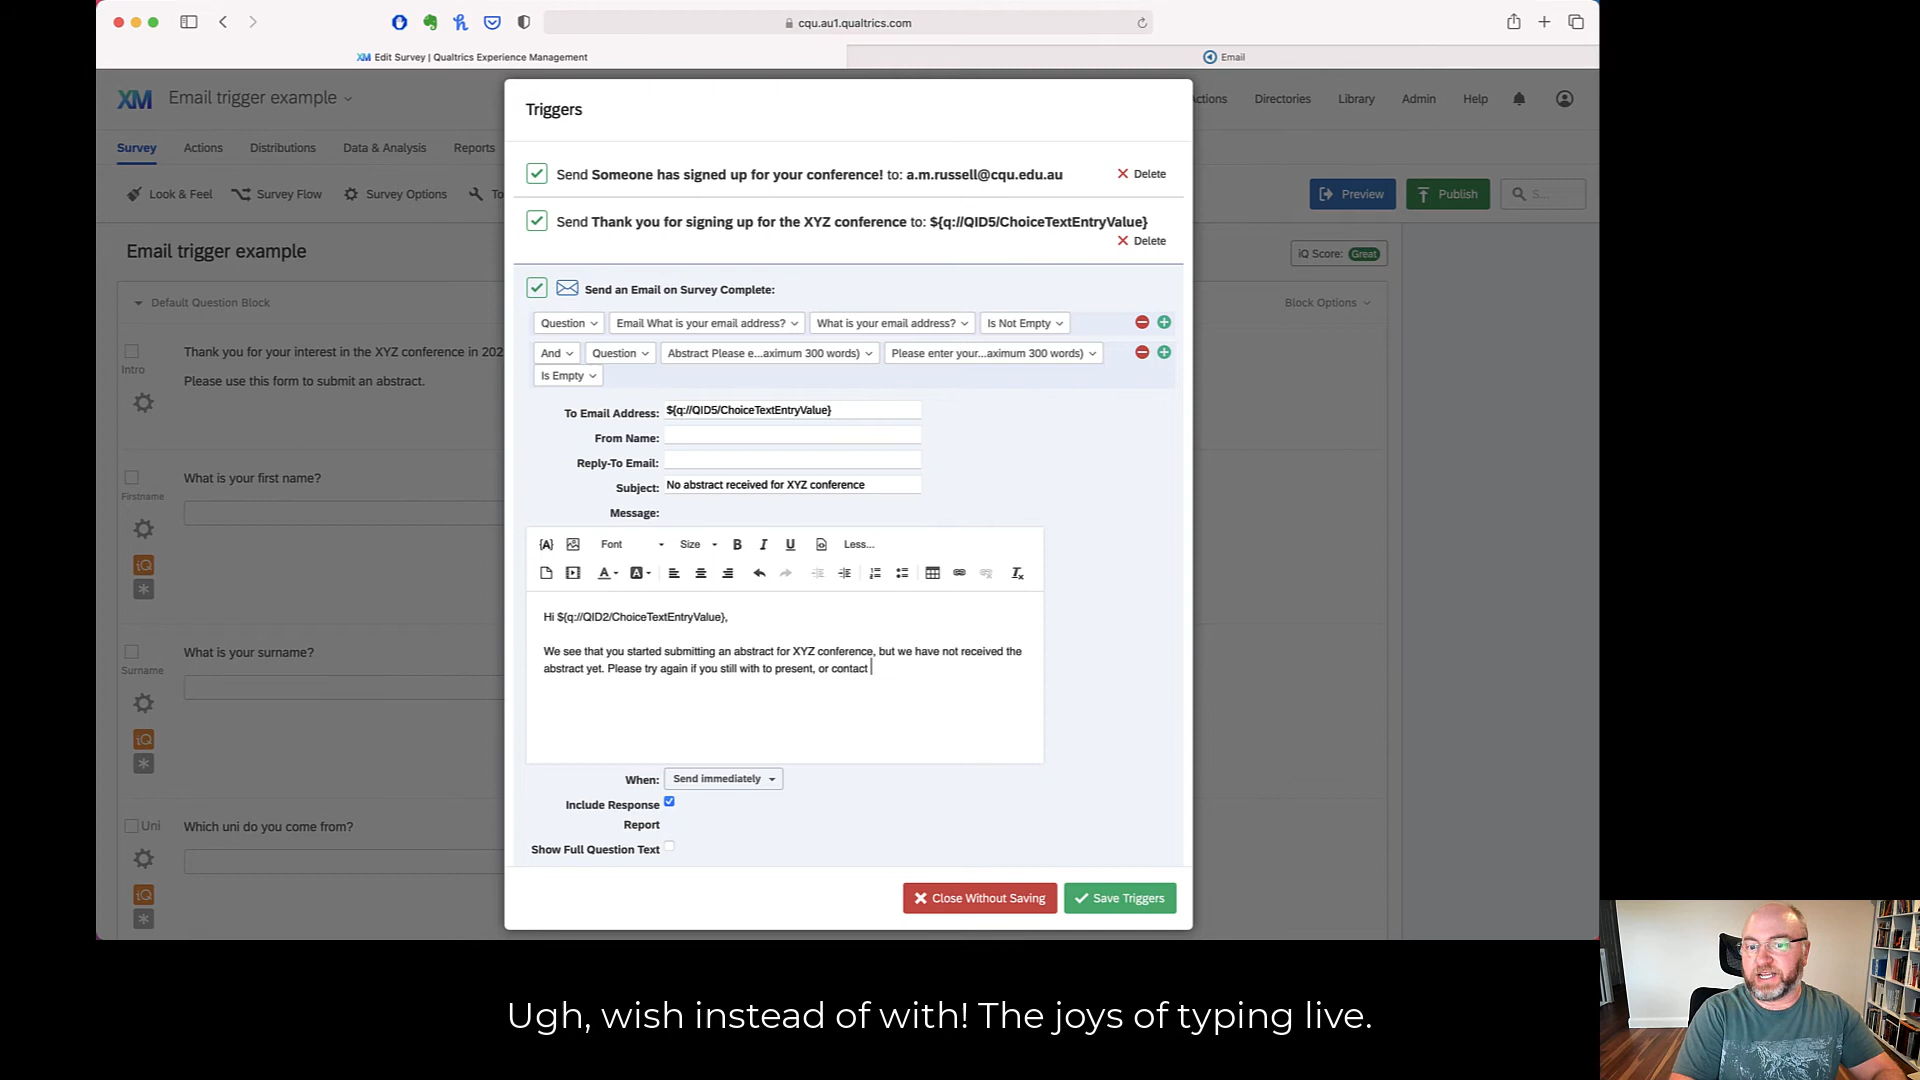 cqu.au1.qualtrics.com
XM Edit Survey | Qualtrics Experience Management
Email
XM Email trigger example
ctions Directories Library Admin Help
Survey Actions Distributions Data & Analysis Reports
Look & Feel Survey Flow Survey Options To
Preview Publish S...
Email trigger example
iQ Score: Great
Default Question Block
Block Options
Thank you for your interest in the XYZ conference in 202
Intro
Please use this form to submit an abstract.
What is your first name?
Firstname
iQ
What is your surname?
Surname
iQ
Uni Which uni do you come from?
iQ
Triggers
Send Someone has signed up for your conference! to: a.m.russell@cqu.edu.au Delete
Send Thank you for signing up for the XYZ conference to: ${q://QID5/ChoiceTextEntryValue}
Delete
Send an Email on Survey Complete:
Question Email What is your email address? What is your email address? Is Not Empty
And Question Abstract Please e...aximum 300 words) Please enter your...aximum 300 words)
Is Empty
To Email Address: ${q://QID5/ChoiceTextEntryValue}
From Name:
Reply-To Email:
Subject: No abstract received for XYZ conference
Message:
{A} Font Size B I U Less...
A A
Hi ${q://QID2/ChoiceTextEntryValue},
We see that you started submitting an abstract for XYZ conference, but we have not received the
abstract yet. Please try again if you still with to present, or contact
When: Send immediately
Include Response
Report
Show Full Question Text
Close Without Saving Save Triggers
Ugh, wish instead of with! The joys of typing live.